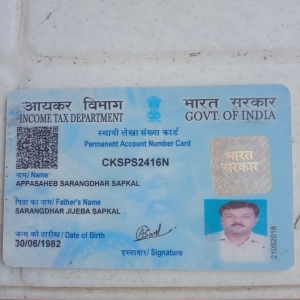 आयकर विभाग
INCOME TAX DEPARTMENT
भारत सरकार
GOVT. OF INDIA
स्थायी लेखा संख्या कार्ड
Permanent Account Number Card
CKSPS2416N
भारत
सरकार
नाम/ Name
APPASAHEB SARANGDHAR SAPKAL
पिता का नाम/ Father's Name
SARANGDHAR JIJEBA SAPKAL
जन्म की तारीख/ Date of Birth
30/06/1982
हस्ताक्षर/ Signature
21052016